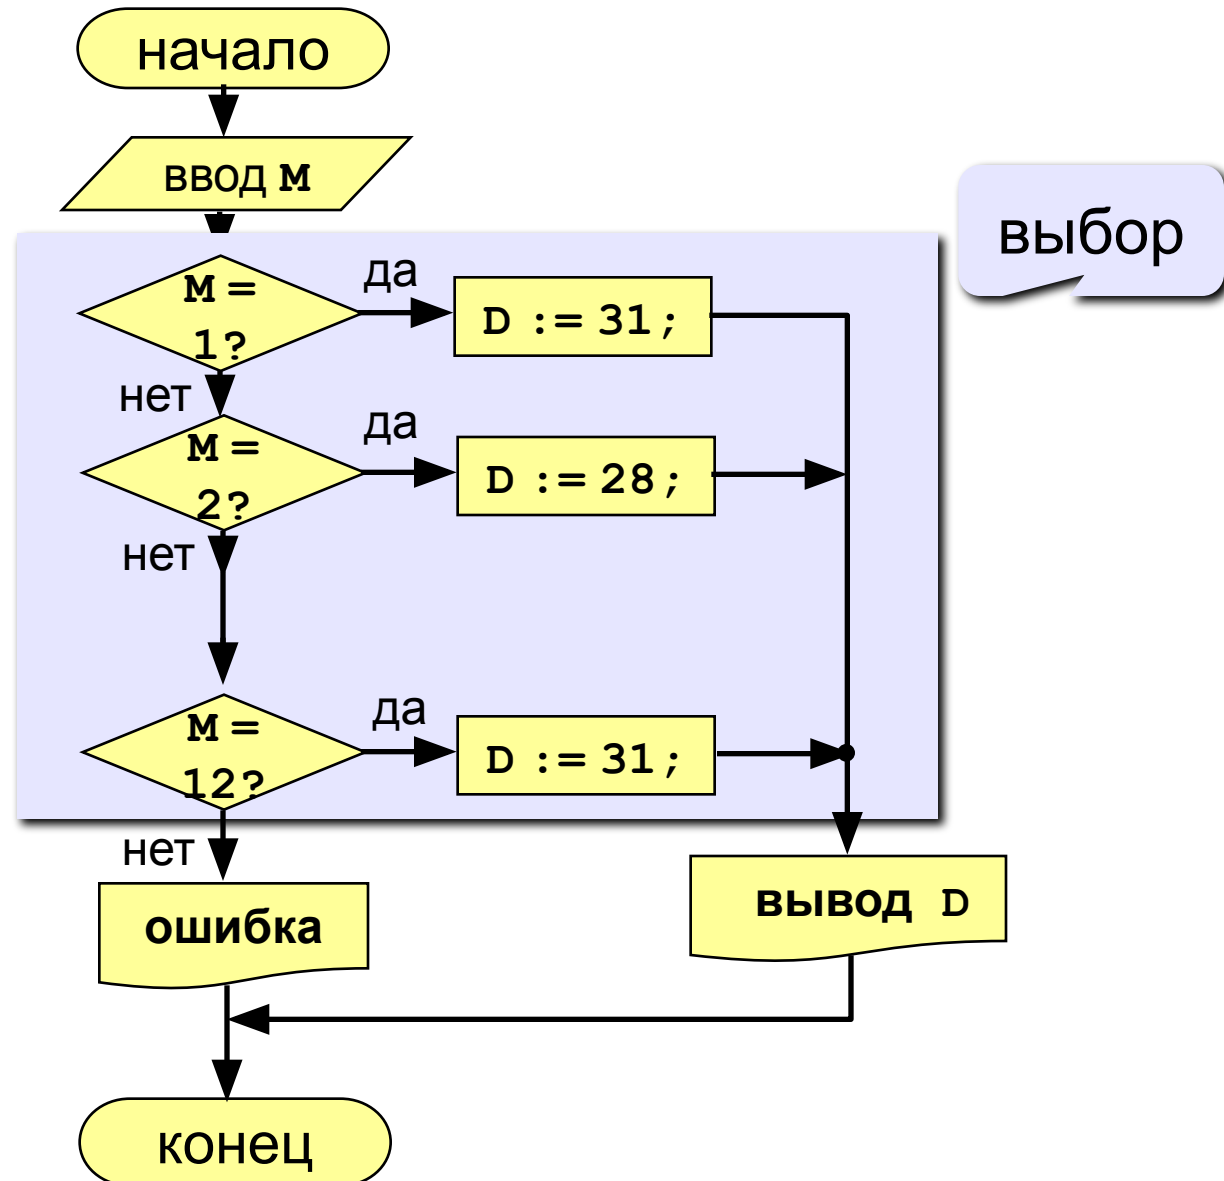 начало
ввод M
выбор
M =
1?
да
D := 31;
нет
M =
2?
да
D := 28;
нет
M =
12?
да
D := 31;
нет
ошибка
вывод D
конец